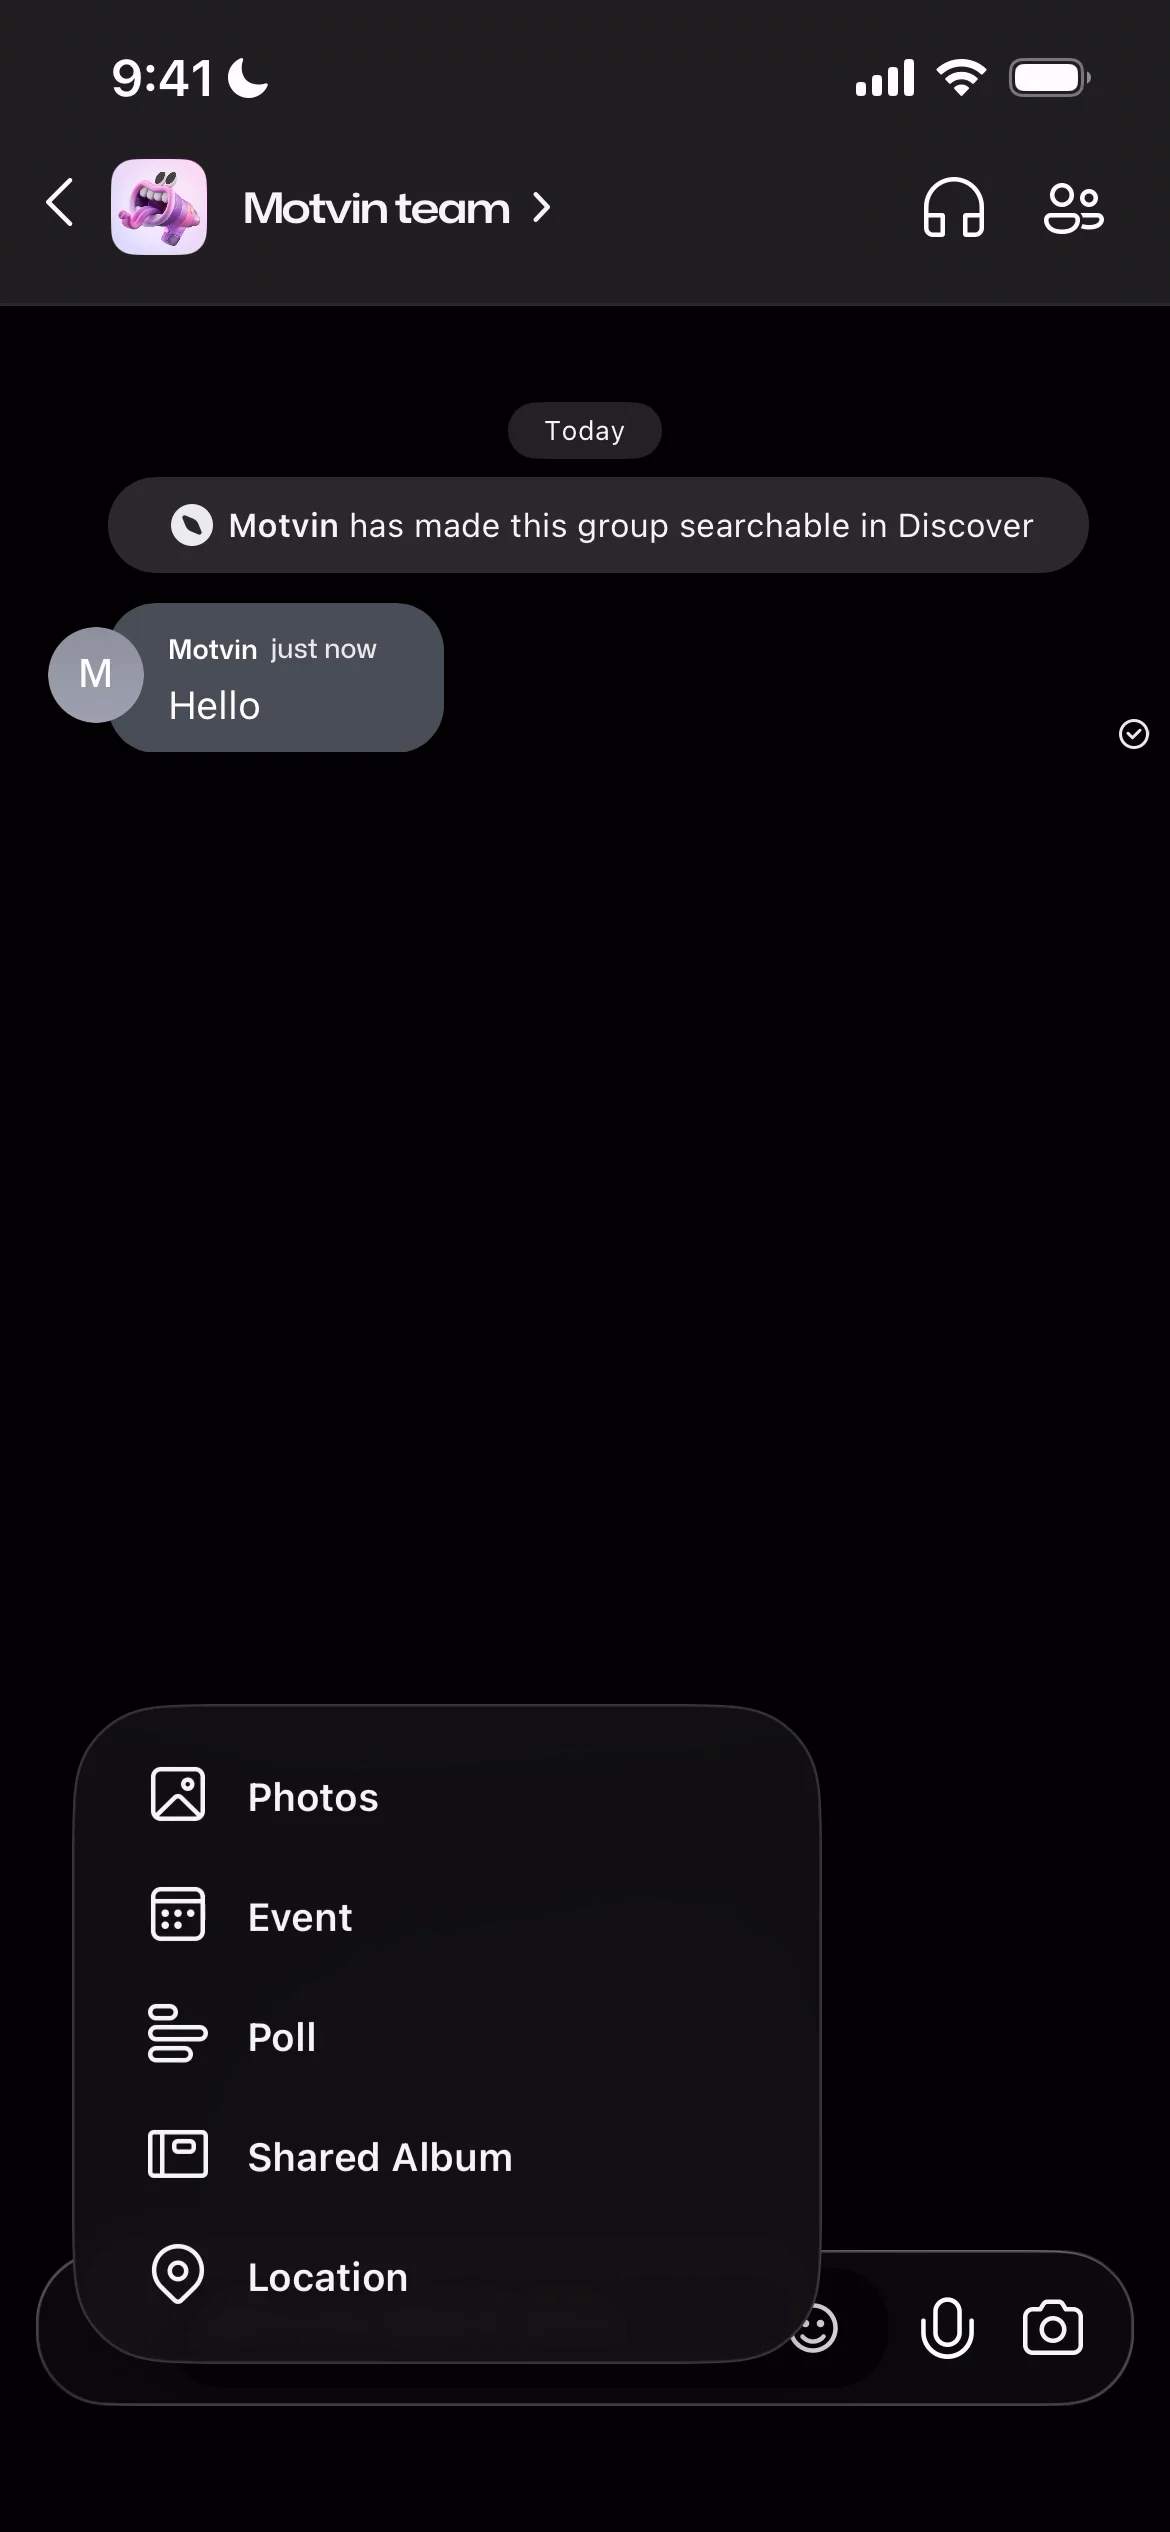 9:41
Motvin team
Today
Motvin has made this group searchable in Discover
M
Motvin just now
Hello
Photos
Event
Poll
Shared Album
Location